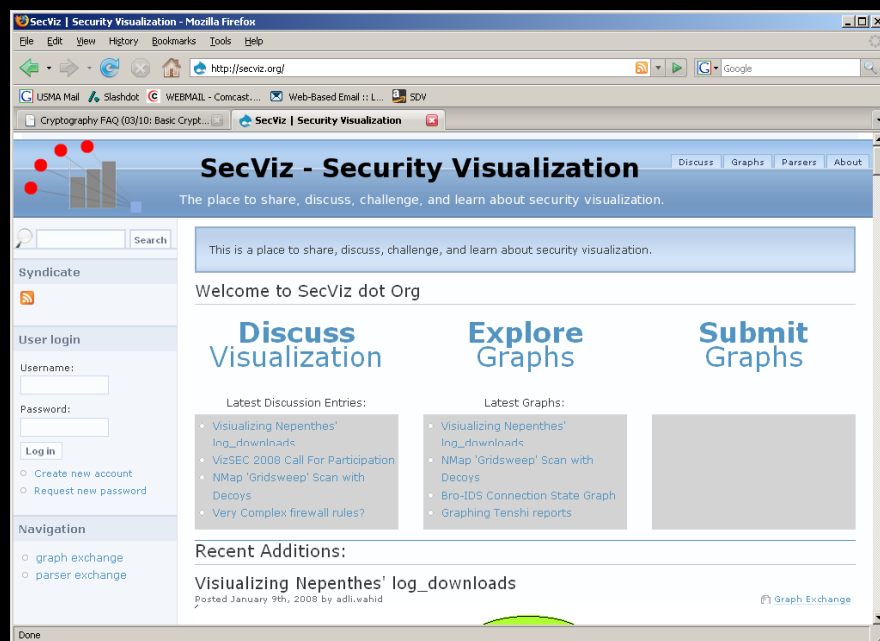 SecViz | Security Visualization - Mozilla Firefox
File Edit View History Bookmarks Tools Help
http://secviz.org/
G Google
USMA Mail Slashdot WEBMAIL - Comcast.... Web-Based Email :: L... SDV
Cryptography FAQ (03/10: Basic Crypt... SecViz | Security Visualization
SecViz - Security Visualization
Discuss Graphs Parsers About
The place to share, discuss, challenge, and learn about security visualization.
Search
This is a place to share, discuss, challenge, and learn about security visualization.
Syndicate
Welcome to SecViz dot Org
User login
Username:
Password:
Log in
Create new account
Request new password
Navigation
graph exchange
parser exchange
Discuss
Visualization
Latest Discussion Entries:
Visiualizing Nepenthes'
log_downloads
VizSEC 2008 Call For Participation
NMap 'Gridsweep' Scan with
Decoys
Very Complex firewall rules?
Explore
Graphs
Latest Graphs:
Visiualizing Nepenthes'
log_downloads
NMap 'Gridsweep' Scan with
Decoys
Bro-IDS Connection State Graph
Graphing Tenshi reports
Submit
Graphs
Recent Additions:
Visiualizing Nepenthes' log_downloads
Posted January 9th, 2008 by adli.wahid
Graph Exchange
Done